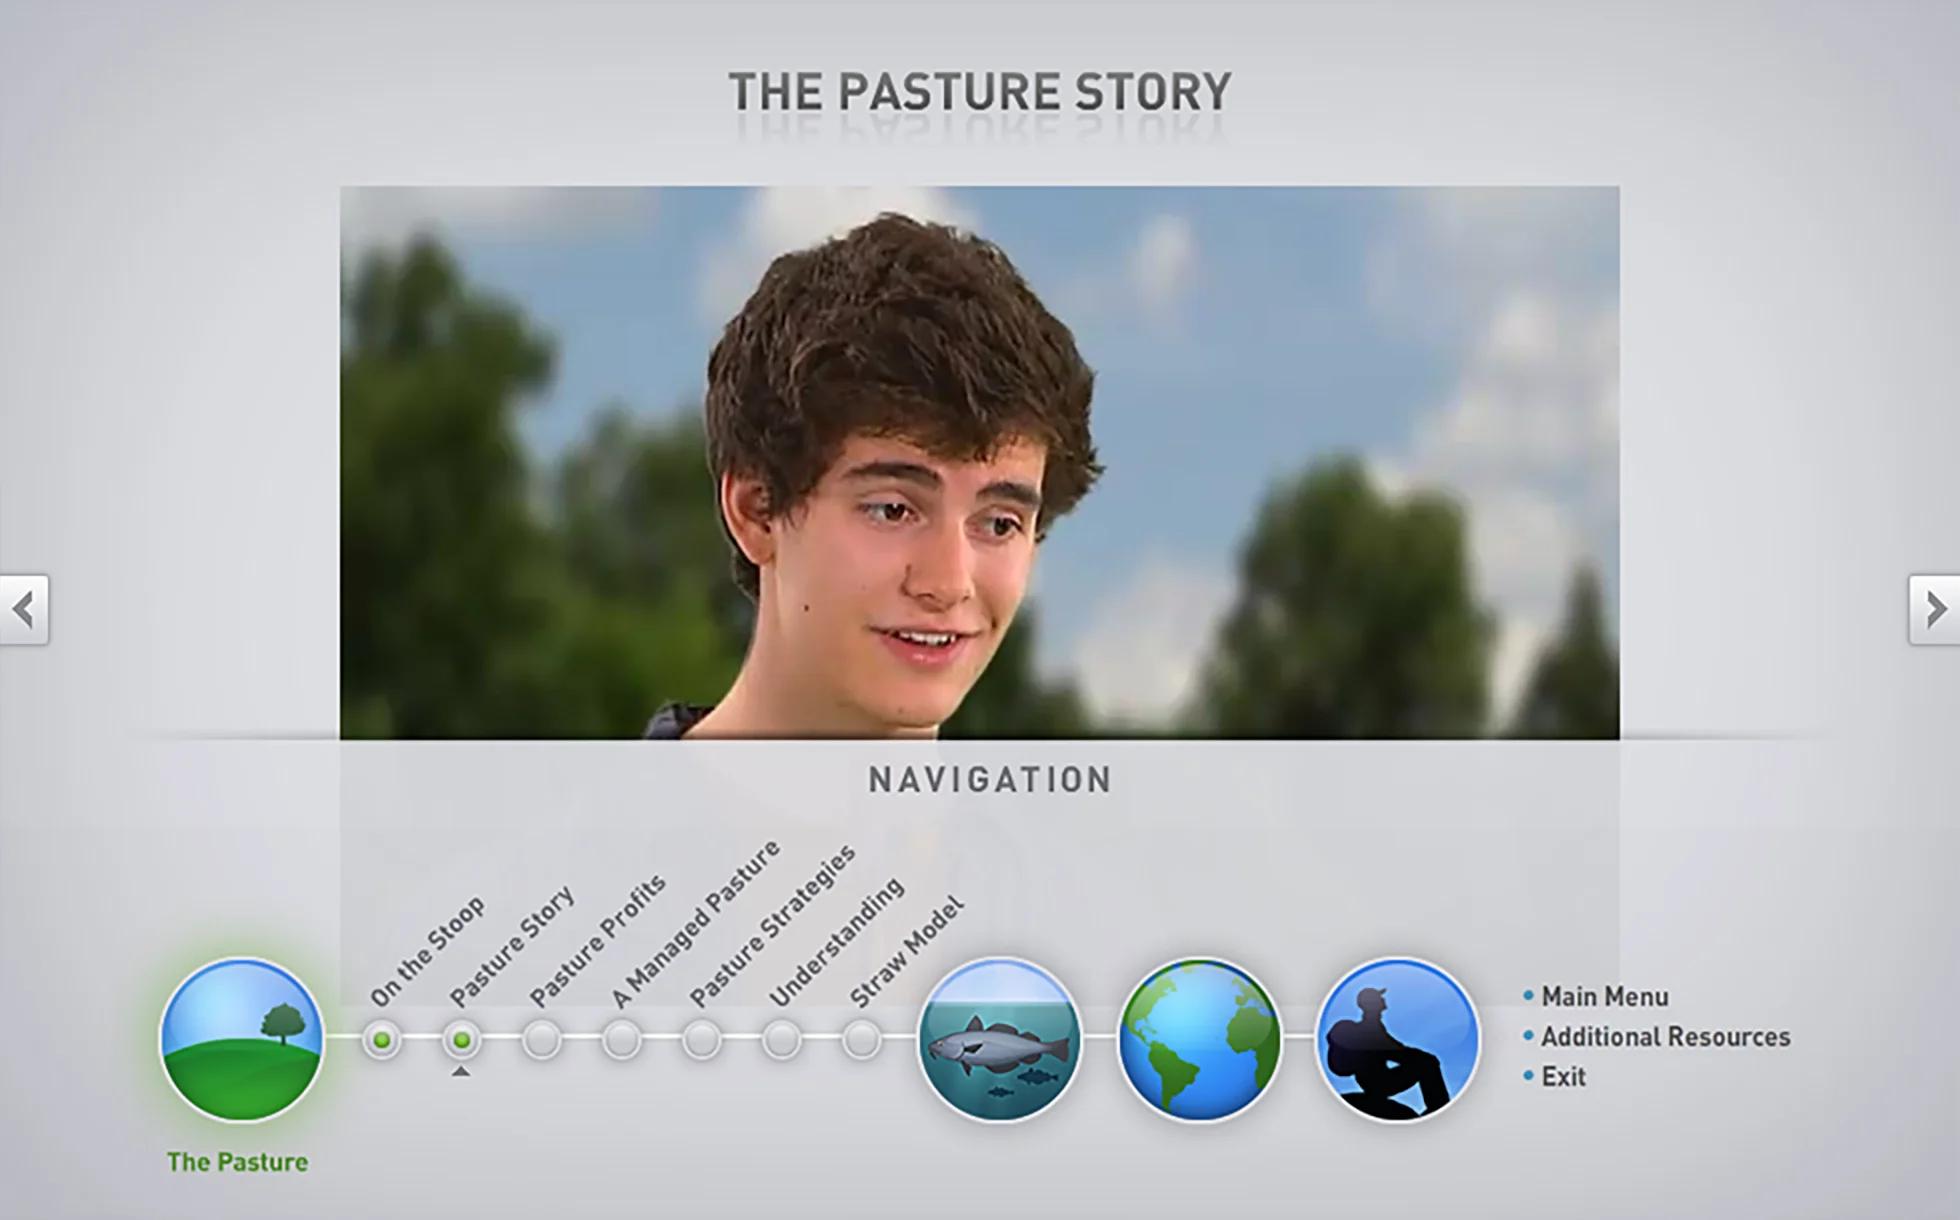 THE PASTURE STORY
NAVIGATION
On the Stoop
Pasture Story
Pasture Profits
A Managed Pasture
Pasture Strategies
Understanding
Straw Model
Main Menu
Additional Resources
Exit
The Pasture